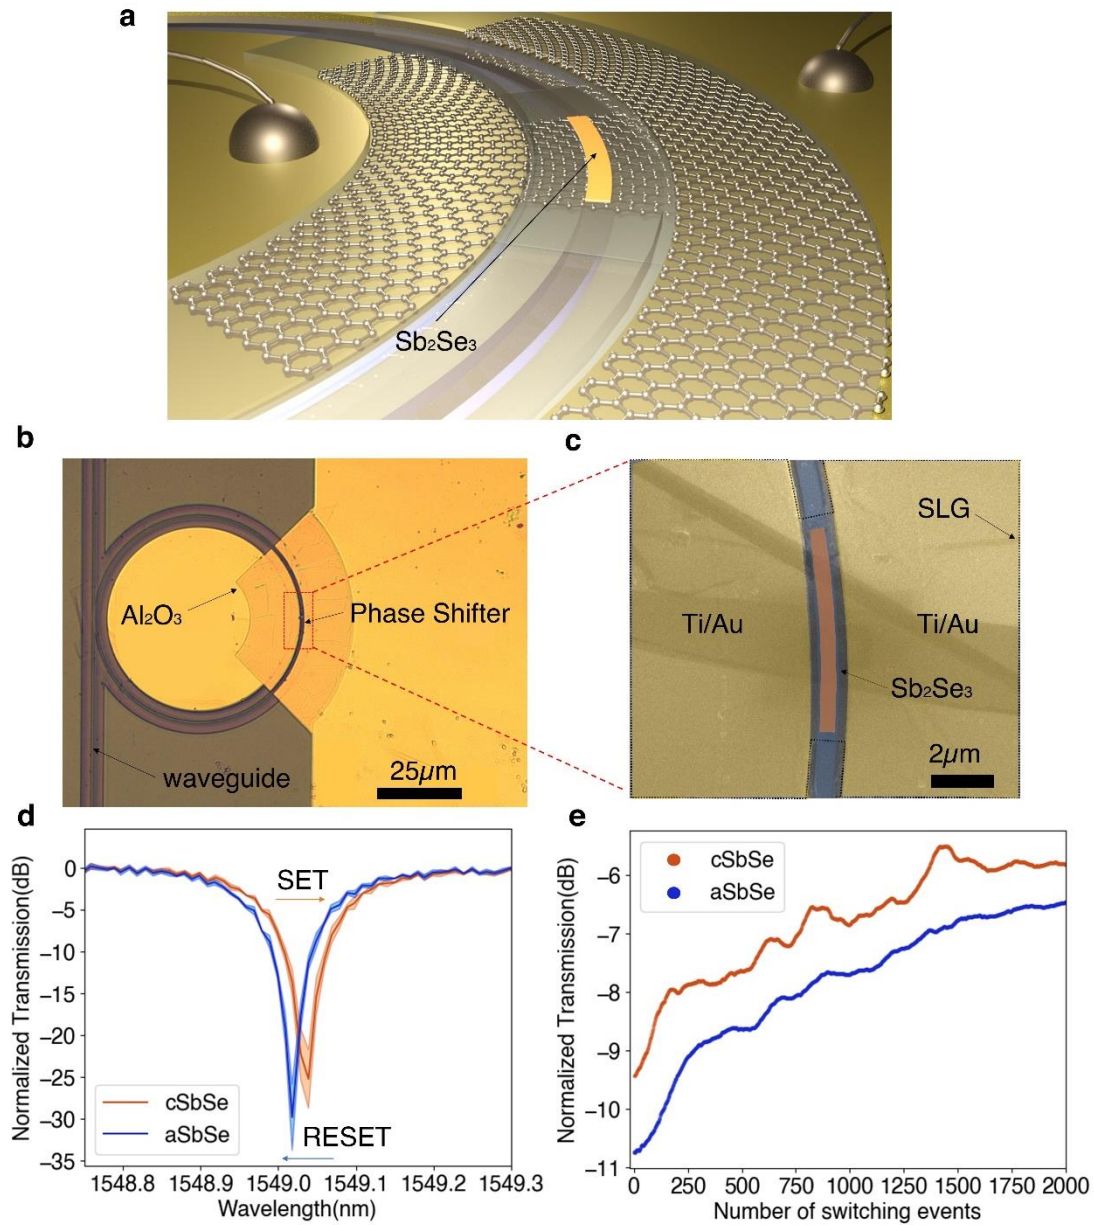 a
Sb₂Se₃
b
Al₂O₃
Phase Shifter
waveguide
25μm
c
SLG
Ti/Au
Ti/Au
Sb₂Se₃
2μm
d
Normalized Transmission(dB)
0
−5
−10
−15
−20
−25
−30
−35
SET
RESET
cSbSe
aSbSe
1548.8
1548.9
1549.0
1549.1
1549.2
1549.3
Wavelength(nm)
e
Normalized Transmission(dB)
−6
−7
−8
−9
−10
−11
cSbSe
aSbSe
0
250
500
750
1000
1250
1500
1750
2000
Number of switching events